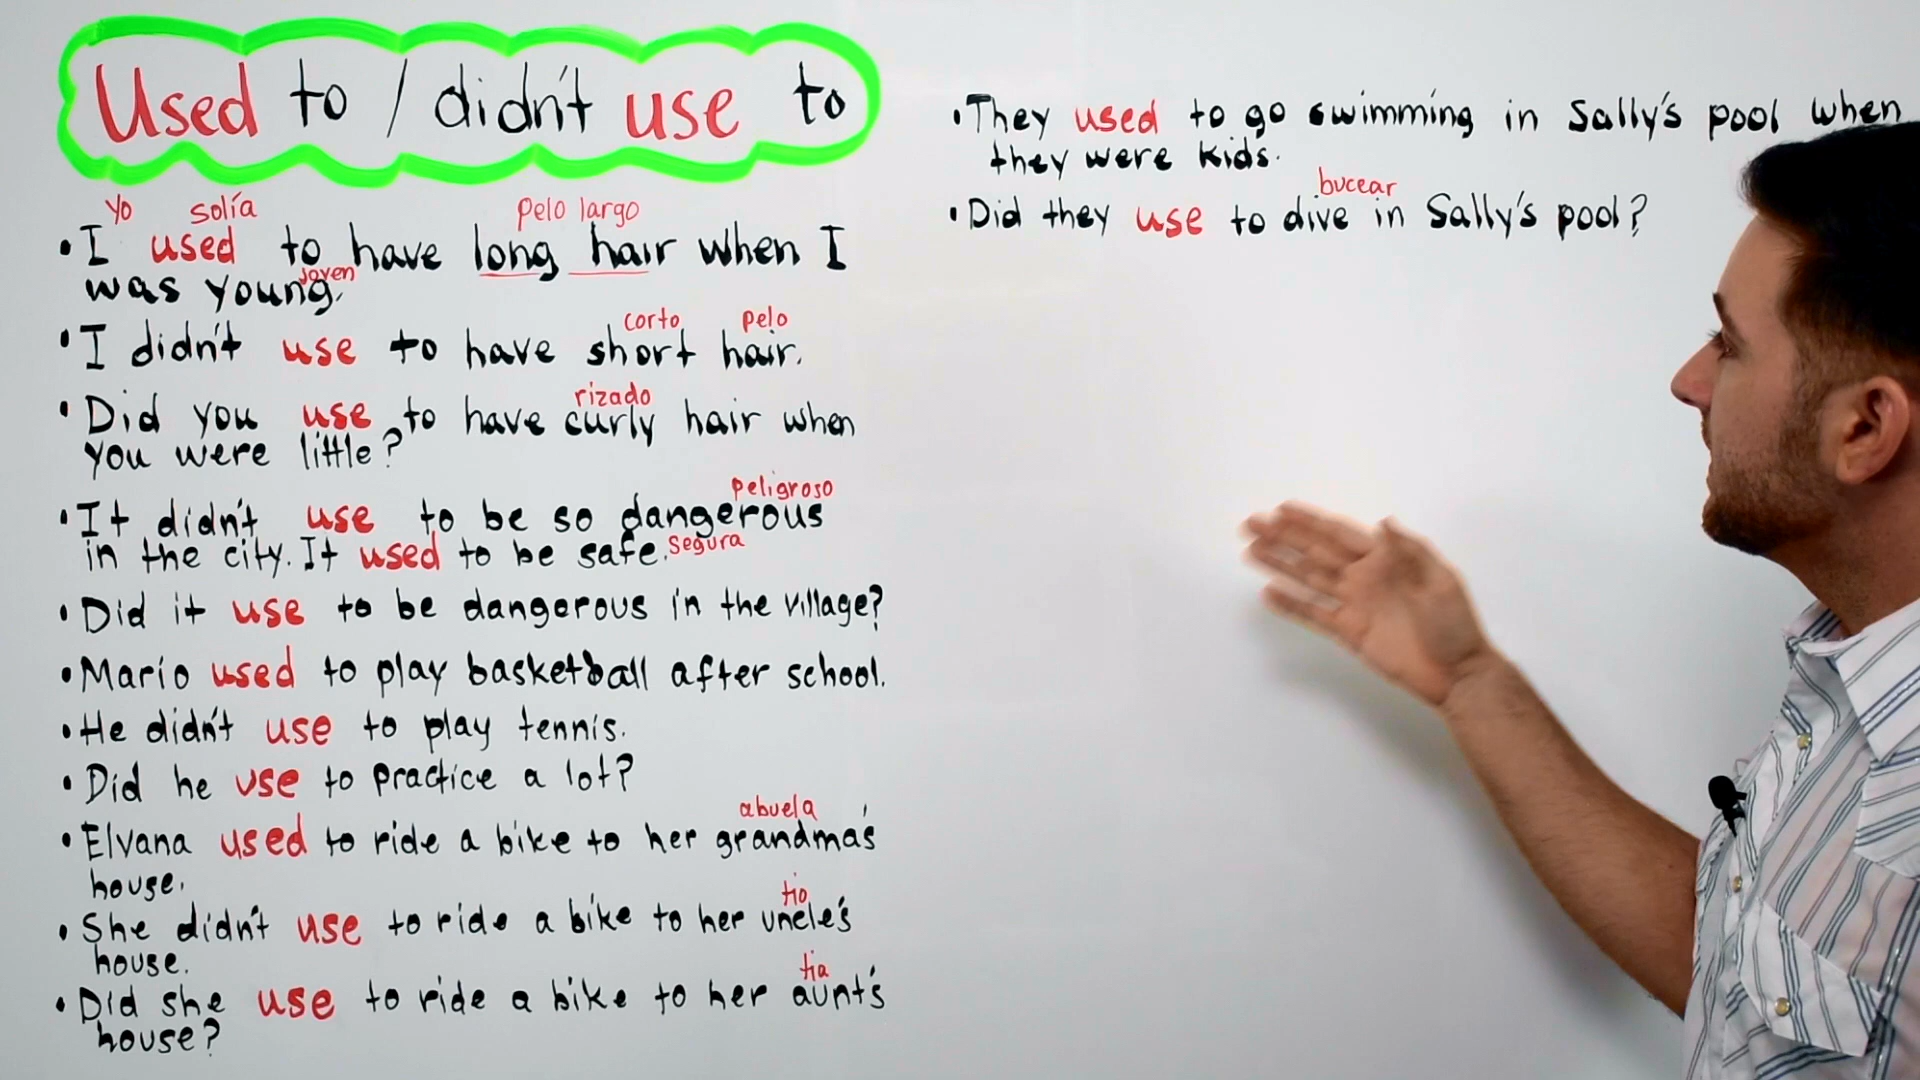 Used to / didn't use to
yo solía pelo largo
• I used to have long hair when I
joven
was young.
corto pelo
• I didn't use to have short hair.
rizado
• Did you use to have curly hair when
you were little?
peligroso
• It didn't use to be so dangerous
in the city. It used to be safe. Segura
• Did it use to be dangerous in the village?
• Mario used to play basketball after school.
• He didn't use to play tennis.
• Did he use to practice a lot?
abuela
• Elvana used to ride a bike to her grandma's
house.
tio
• She didn't use to ride a bike to her uncle's
house.
tia
• Did she use to ride a bike to her aunt's
house?
• They used to go swimming in Sally's pool when
they were kids.
bucear
• Did they use to dive in Sally's pool?